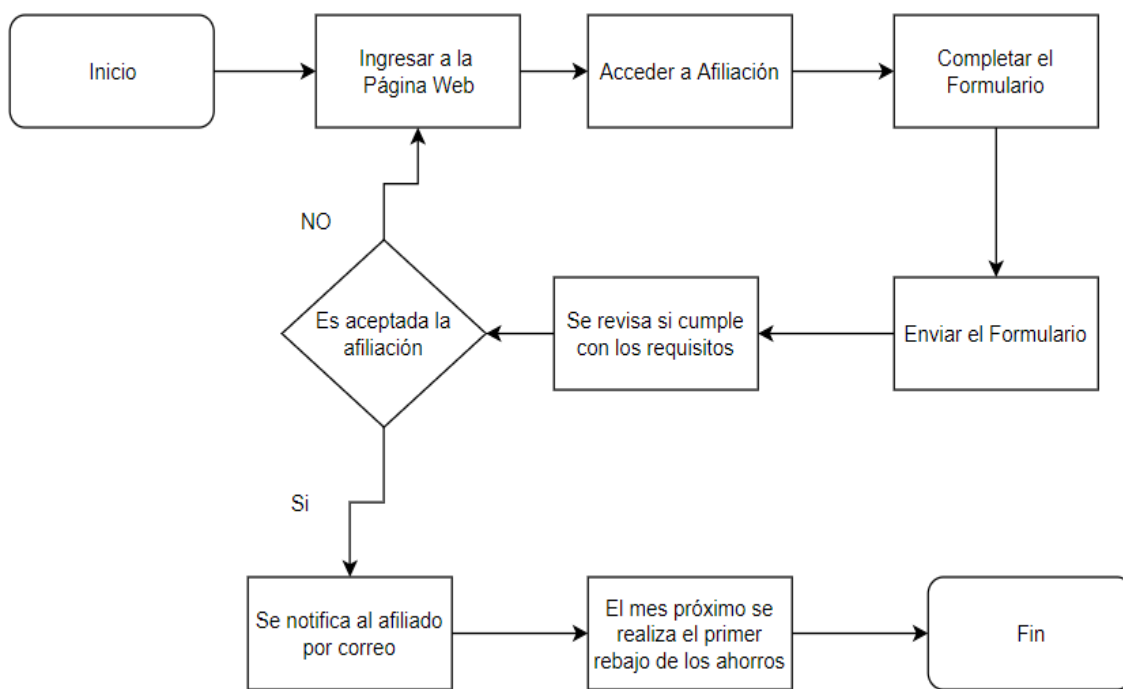 Inicio
Ingresar a la
Página Web
Acceder a Afiliación
Completar el
Formulario
NO
Es aceptada la
afiliación
Se revisa si cumple
con los requisitos
Enviar el Formulario
Si
Se notifica al afiliado
por correo
El mes próximo se
realiza el primer
rebajo de los ahorros
Fin